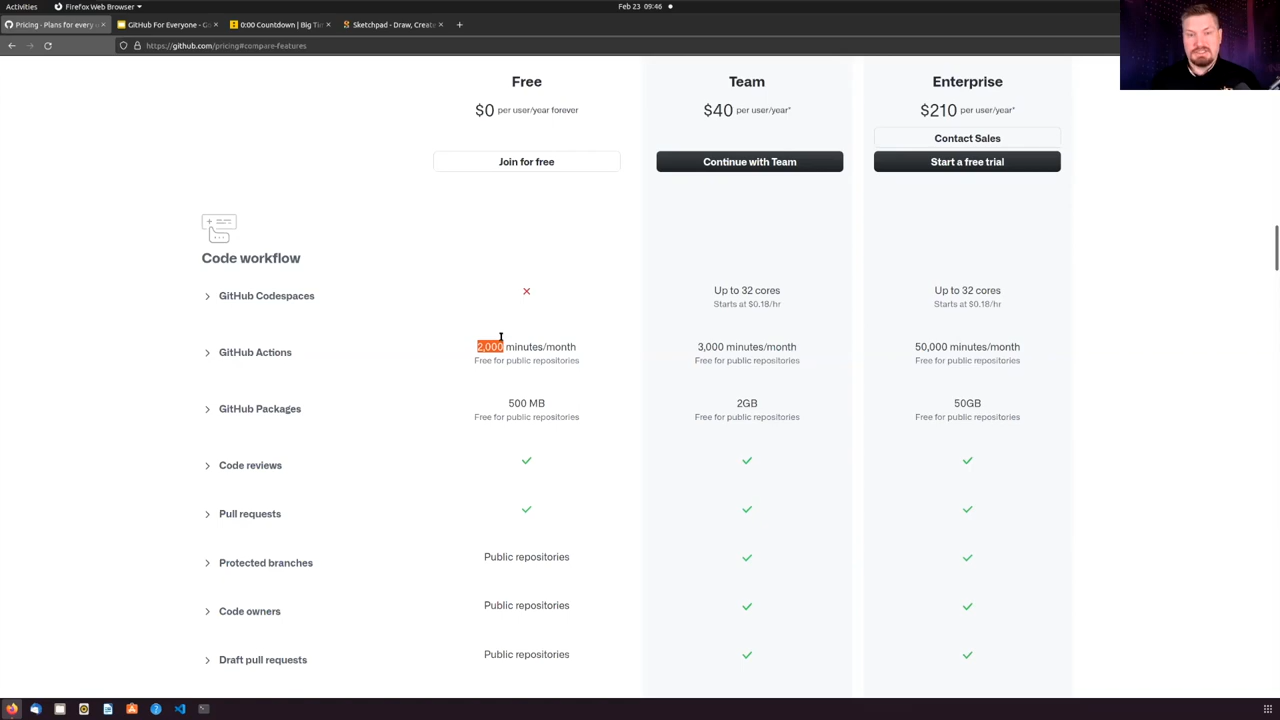 Activities
Firefox Web Browser
Feb 23 09:46
Pricing - Plans for every
GitHub For Everyone - G
0:00 Countdown | Big Ti
Sketchpad - Draw, Create
https://github.com/pricing#compare-features
Free
Team
Enterprise
$0 per user/year forever
$40 per user/year*
$210 per user/year*
Contact Sales
Join for free
Continue with Team
Start a free trial
Code workflow
GitHub Codespaces
Up to 32 cores
Up to 32 cores
Starts at $0.18/hr
Starts at $0.18/hr
GitHub Actions
2,000 minutes/month
3,000 minutes/month
50,000 minutes/month
Free for public repositories
Free for public repositories
Free for public repositories
GitHub Packages
500 MB
2GB
50GB
Free for public repositories
Free for public repositories
Free for public repositories
Code reviews
Pull requests
Protected branches
Public repositories
Code owners
Public repositories
Draft pull requests
Public repositories